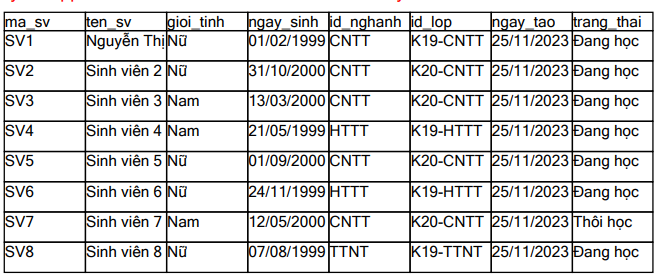 ma_sv ten_sv gioi_tinh ngay_sinh id_nghanh id_lop ngay_tao trang_thai
SV1 Nguyễn Thị Nữ 01/02/1999 CNTT K19-CNTT 25/11/2023 Đang học
SV2 Sinh viên 2 Nữ 31/10/2000 CNTT K20-CNTT 25/11/2023 Đang học
SV3 Sinh viên 3 Nam 13/03/2000 CNTT K20-CNTT 25/11/2023 Đang học
SV4 Sinh viên 4 Nam 21/05/1999 HTTT K19-HTTT 25/11/2023 Đang học
SV5 Sinh viên 5 Nữ 01/09/2000 CNTT K20-CNTT 25/11/2023 Đang học
SV6 Sinh viên 6 Nữ 24/11/1999 HTTT K19-HTTT 25/11/2023 Đang học
SV7 Sinh viên 7 Nam 12/05/2000 CNTT K20-CNTT 25/11/2023 Thôi học
SV8 Sinh viên 8 Nữ 07/08/1999 TTNT K19-TTNT 25/11/2023 Đang học